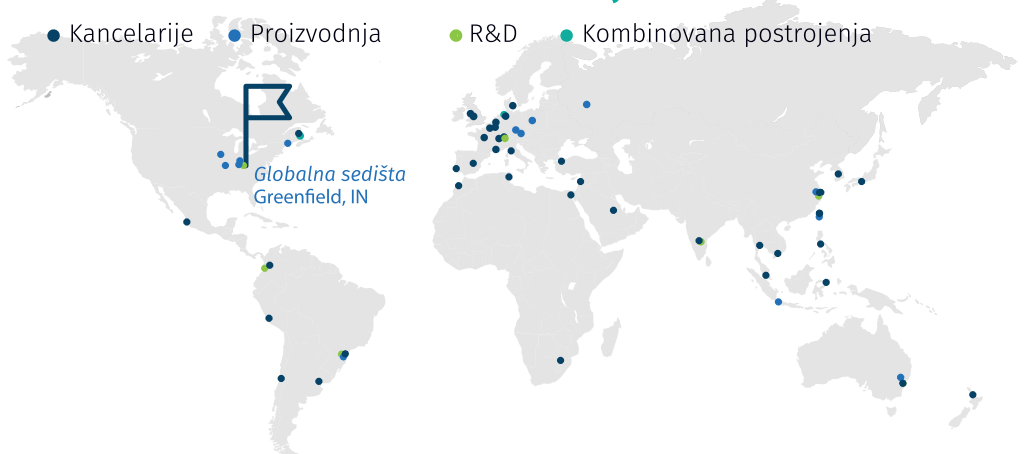 Kancelarije
Proizvodnja
R&D
Kombinovana postrojenja
Globalna sedišta
Greenfield, IN